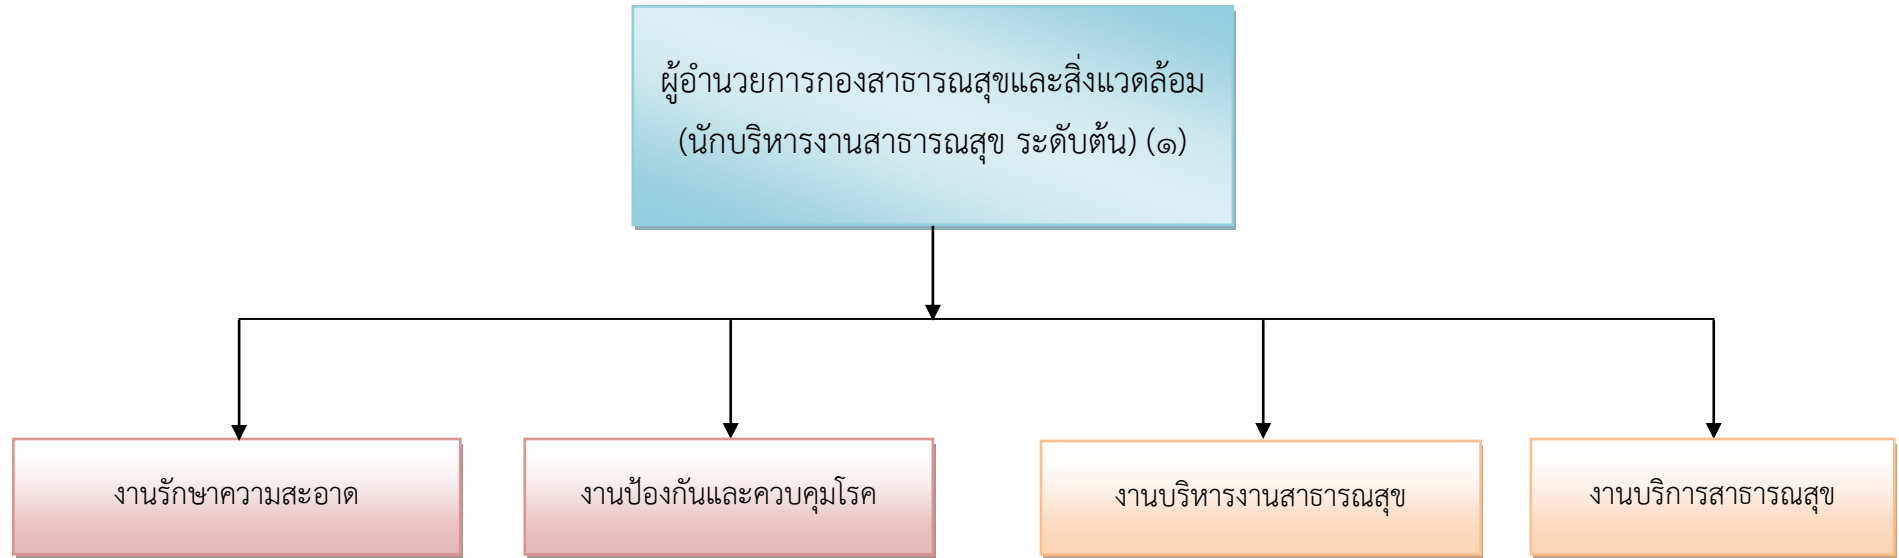 ผู้อำนวยการกองสาธารณสุขและสิ่งแวดล้อม
(นักบริหารงานสาธารณสุข ระดับต้น) (๑)
งานรักษาความสะอาด
งานป้องกันและควบคุมโรค
งานบริหารงานสาธารณสุข
งานบริการสาธารณสุข